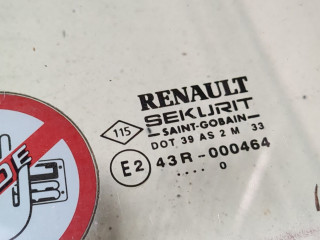 RENAULT
SEKURIT
SAINT-GOBAIN
115
DOT 39 AS 2 M 33
E2 43R-000464
.... 0